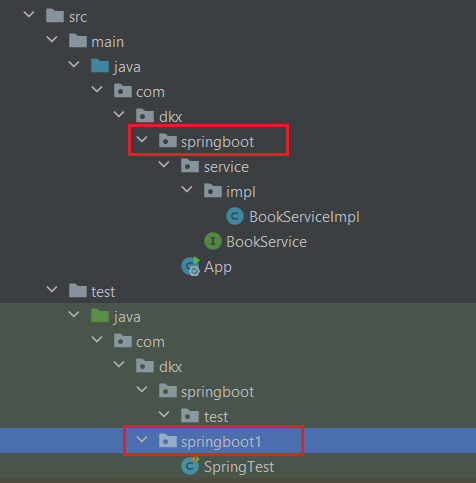 src
main
java
com
dkx
springboot
service
impl
BookServiceImpl
BookService
App
test
java
com
dkx
springboot
test
springboot1
SpringTest